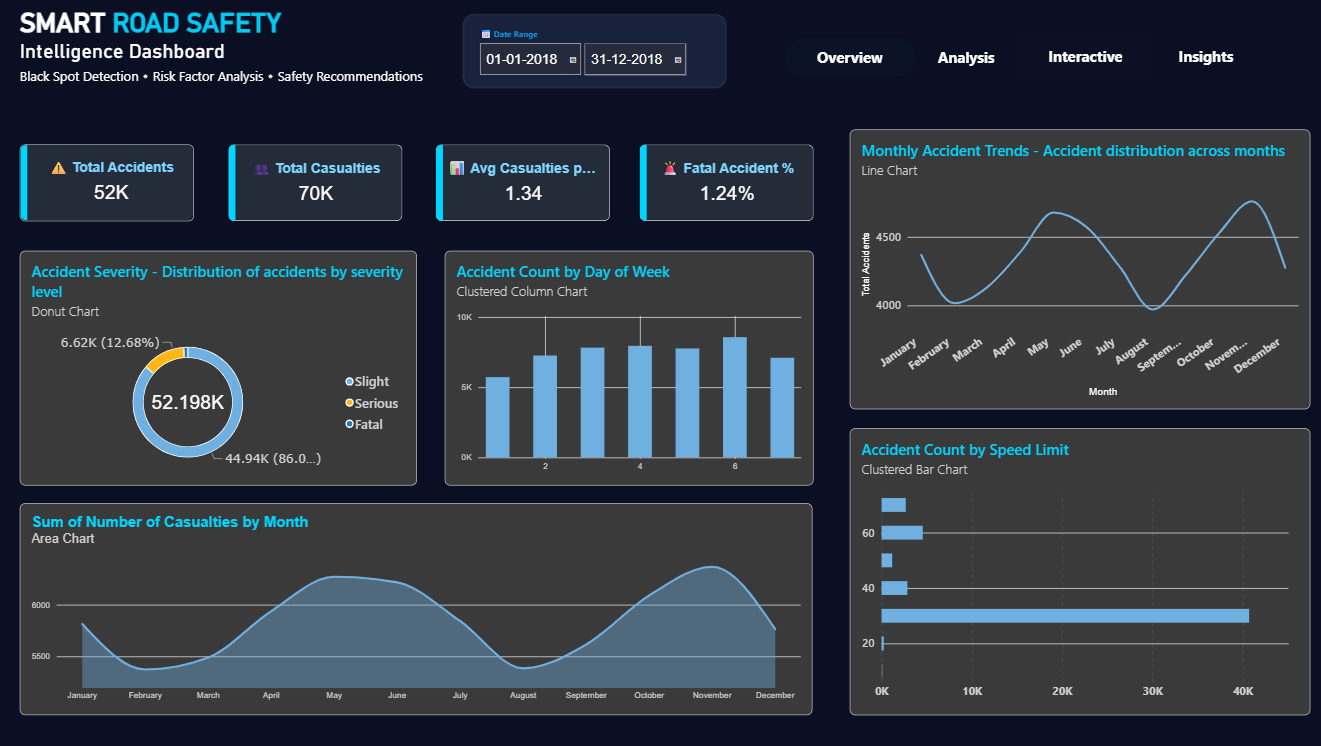 SMART ROAD SAFETY
Intelligence Dashboard
Black Spot Detection • Risk Factor Analysis • Safety Recommendations
Date Range
01-01-2018
31-12-2018
Overview
Analysis
Interactive
Insights
Total Accidents
52K
Total Casualties
70K
Avg Casualties p...
1.34
Fatal Accident %
1.24%
Monthly Accident Trends - Accident distribution across months
Line Chart
Total Accidents
4500
4000
January
February
March
April
May
June
July
August
Septem...
October
Novem...
December
Month
Accident Severity - Distribution of accidents by severity
level
Donut Chart
6.62K (12.68%)
52.198K
44.94K (86.0...)
Slight
Serious
Fatal
Accident Count by Day of Week
Clustered Column Chart
10K
5K
0K
2
4
6
Accident Count by Speed Limit
Clustered Bar Chart
60
40
20
0K
10K
20K
30K
40K
Sum of Number of Casualties by Month
Area Chart
6000
5500
January
February
March
April
May
June
July
August
September
October
November
December